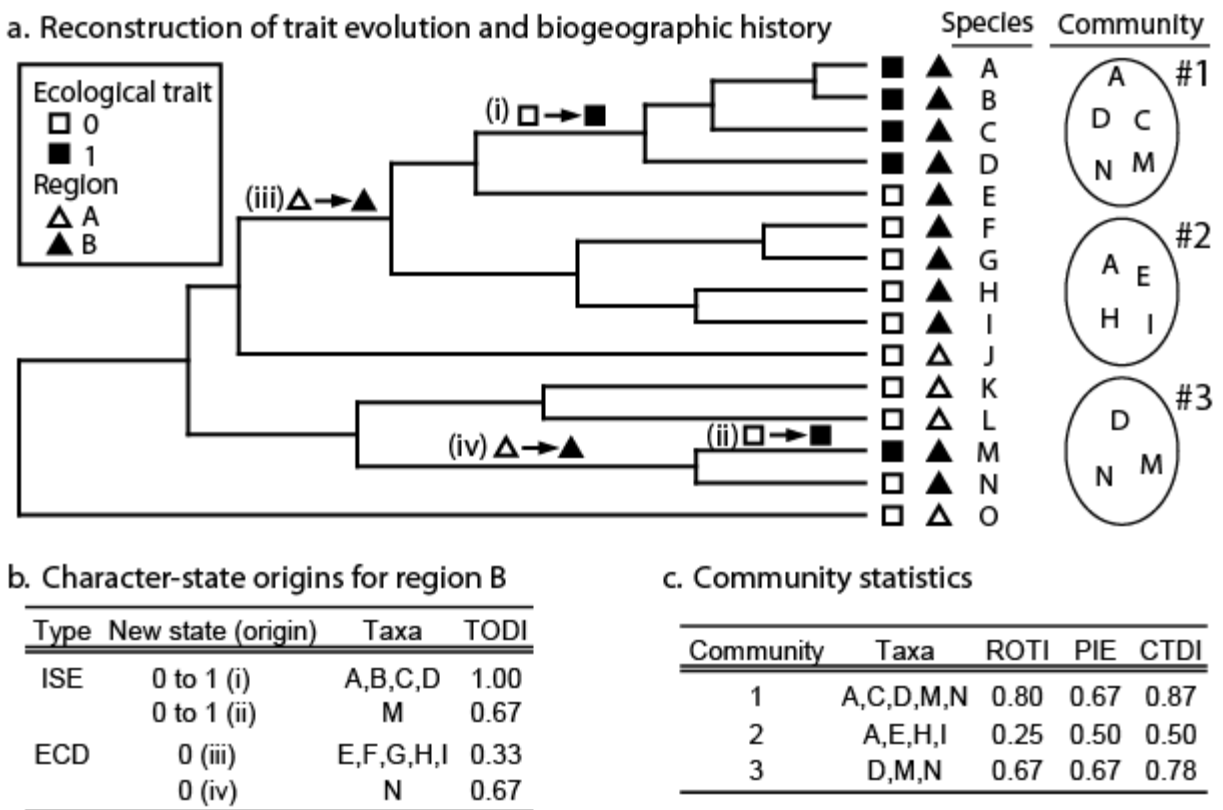 a. Reconstruction of trait evolution and biogeographic history
Species Community
Ecological trait
0
1
Region
A
B
(i)
(ii)
(iii)
(iv)
A
B
C
D
E
F
G
H
I
J
K
L
M
N
O
#1
A
D C
N M
#2
A E
H I
#3
D
N M
b. Character-state origins for region B
Type New state (origin) Taxa TODI
ISE 0 to 1 (i) A,B,C,D 1.00
0 to 1 (ii) M 0.67
ECD 0 (iii) E,F,G,H,I 0.33
0 (iv) N 0.67
c. Community statistics
Community Taxa ROTI PIE CTDI
1 A,C,D,M,N 0.80 0.67 0.87
2 A,E,H,I 0.25 0.50 0.50
3 D,M,N 0.67 0.67 0.78